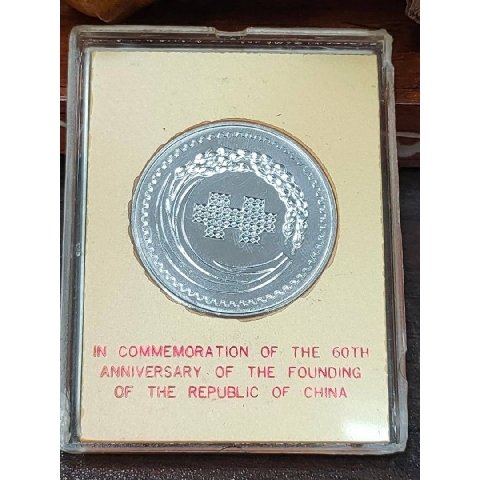 IN COMMEMORATION OF THE 60TH
ANNIVERSARY OF THE FOUNDING
OF THE REPUBLIC OF CHINA